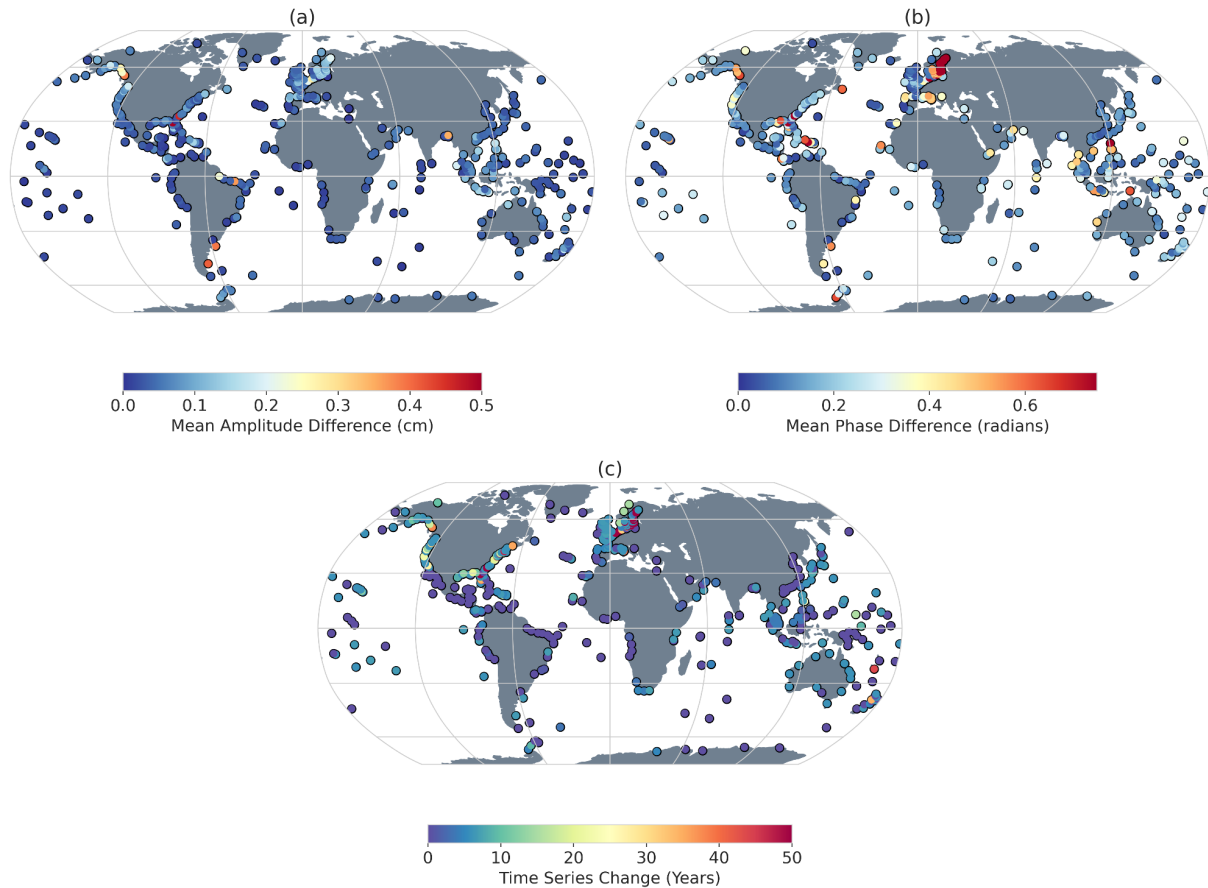 (a)
(b)
0.0 0.1 0.2 0.3 0.4 0.5
Mean Amplitude Difference (cm)
0.0 0.2 0.4 0.6
Mean Phase Difference (radians)
(c)
0 10 20 30 40 50
Time Series Change (Years)